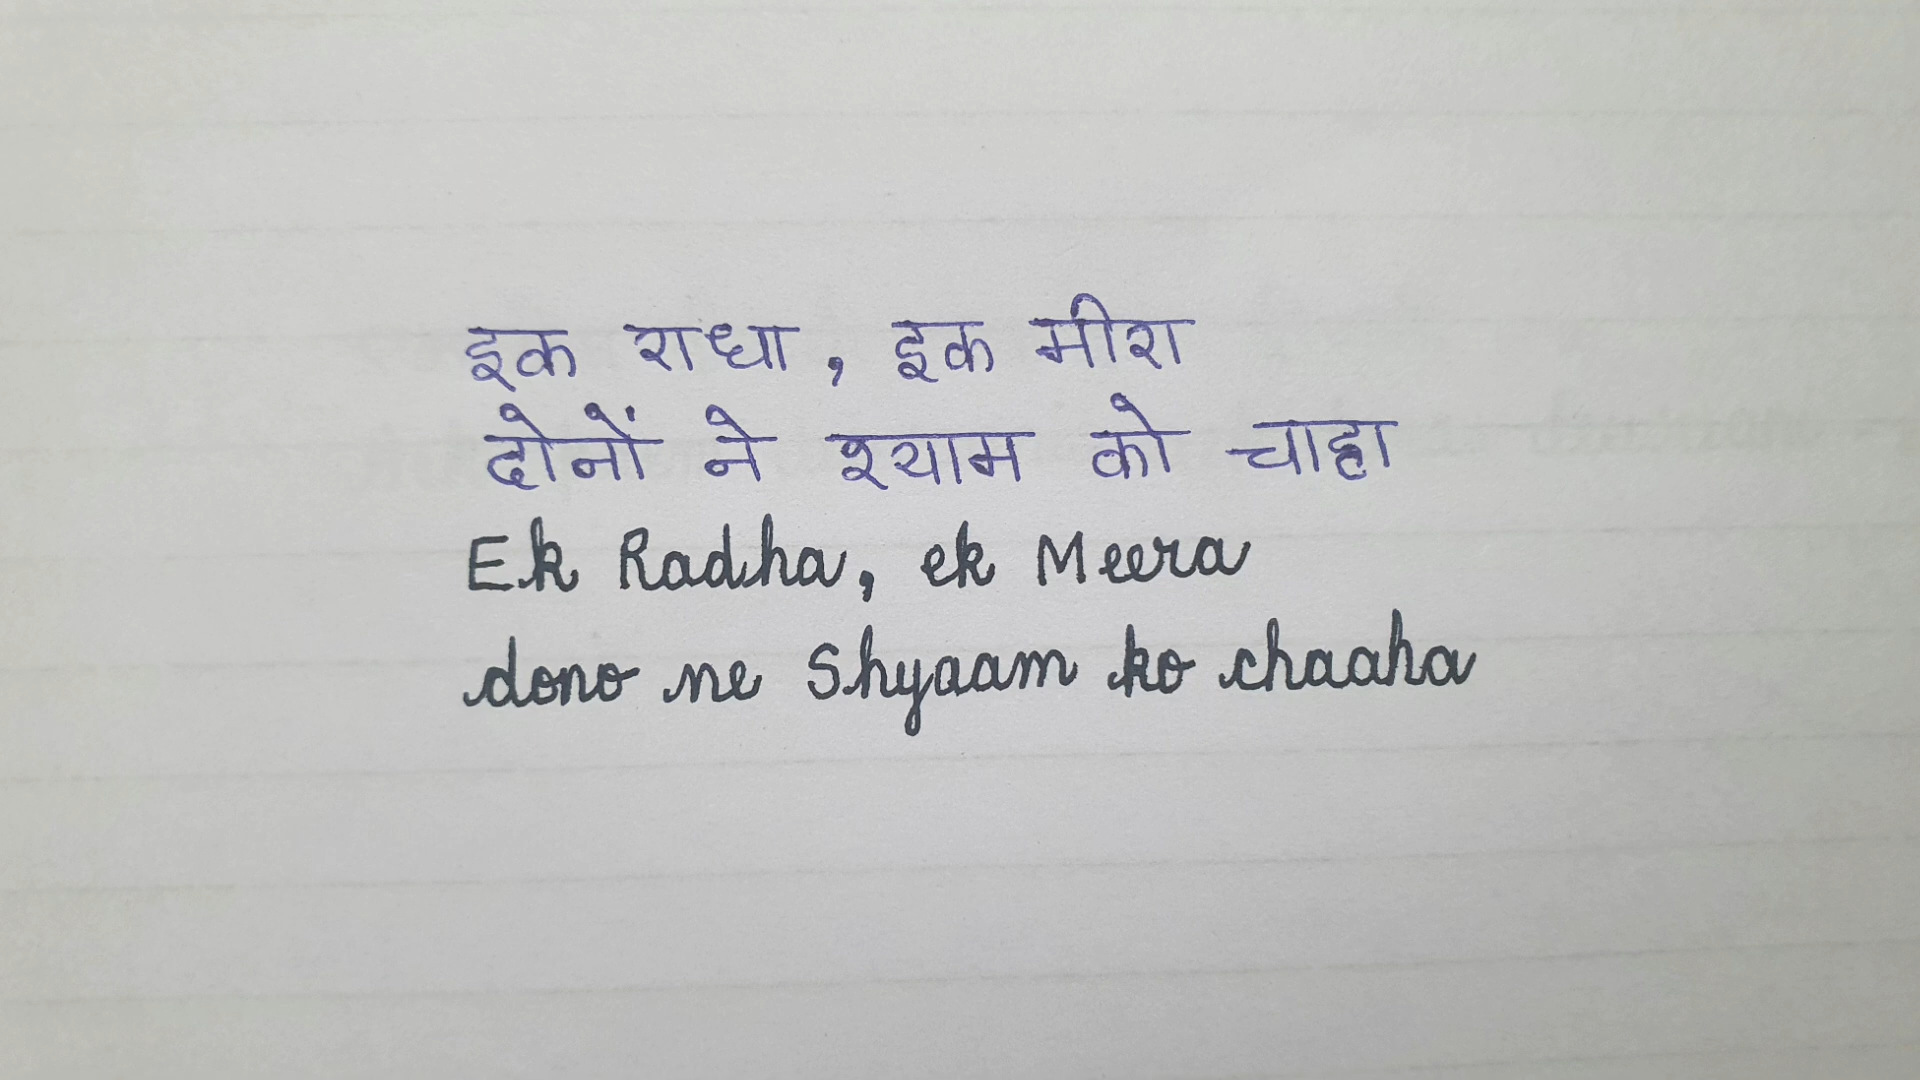 इक राधा, इक मीरा
दोनों ने श्याम को चाहा
Ek Radha, ek Meera
dono ne Shyaam ko chaaha